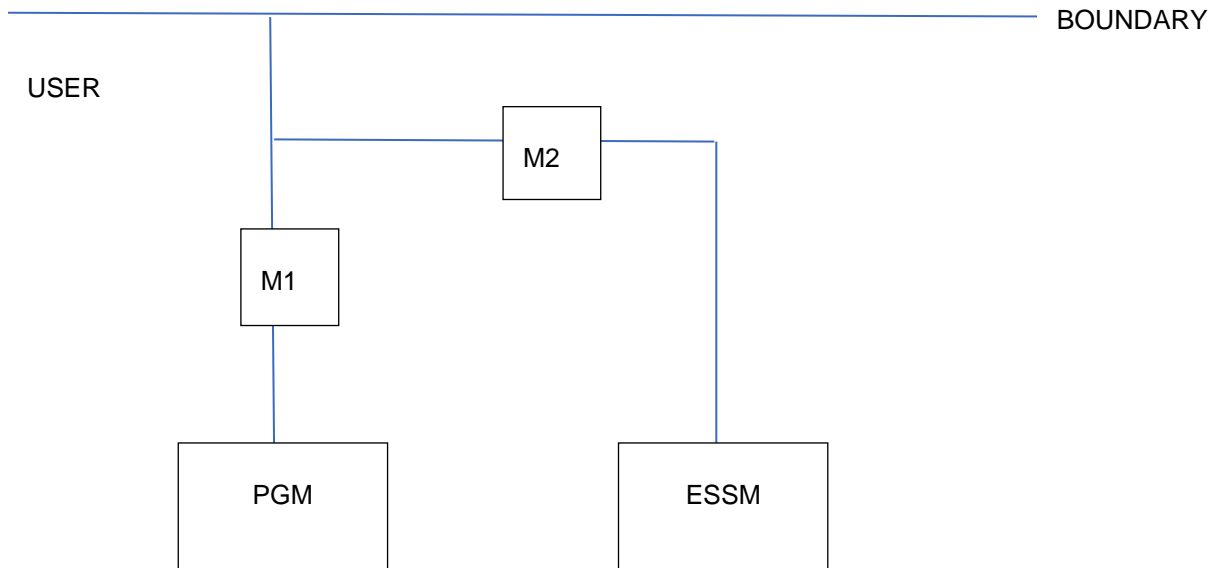 BOUNDARY
USER
M2
M1
PGM
ESSM